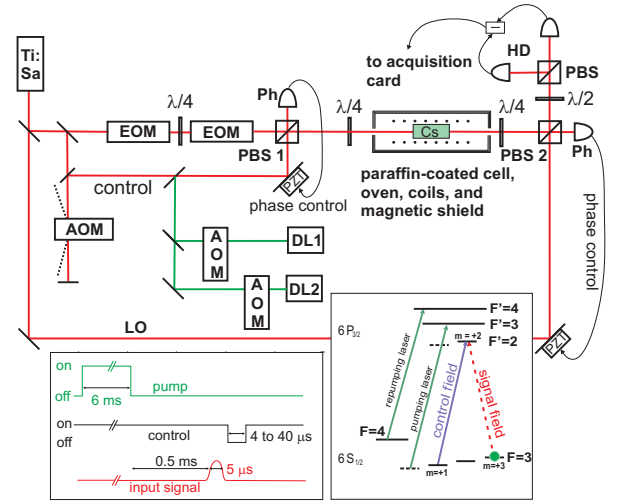 Ti:
Sa
to acquisition
card
HD
PBS
λ/2
λ/4
Ph
EOM
EOM
PBS 1
λ/4
Cs
λ/4
PBS 2
Ph
paraffin-coated cell,
oven, coils, and
magnetic shield
control
PZT
phase control
phase control
AOM
AOM
DL1
AOM
DL2
LO
PZT
on
off
pump
6 ms
on
off
control
4 to 40 μs
0.5 ms
5 μs
input signal
6 P3/2
F'=4
F'=3
m = +2
F'=2
repumping laser
pumping laser
control field
signal field
F=4
6 S1/2
F=3
m=+1
m=+3